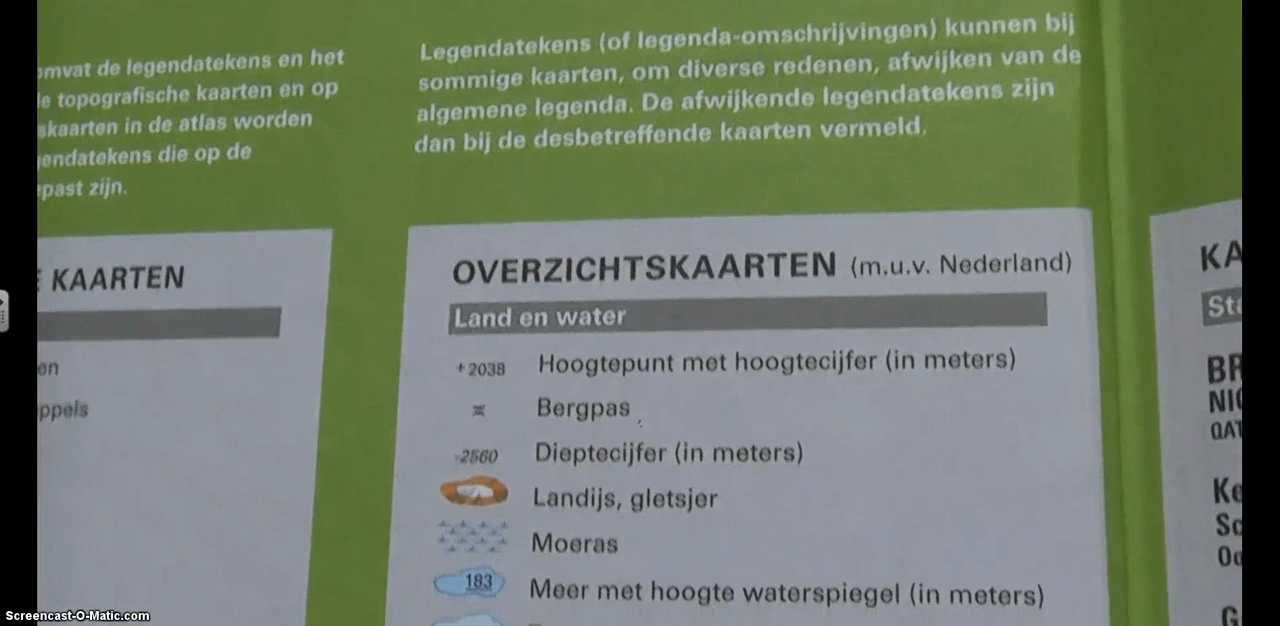 omvat de legendatekens en het
le topografische kaarten en op
skaarten in de atlas worden
gendatekens die op de
past zijn.
Legendatekens (of legenda-omschrijvingen) kunnen bij
sommige kaarten, om diverse redenen, afwijken van de
algemene legenda. De afwijkende legendatekens zijn
dan bij de desbetreffende kaarten vermeld.
E KAARTEN
en
ppels
OVERZICHTSKAARTEN (m.u.v. Nederland)
Land en water
+2038 Hoogtepunt met hoogtecijfer (in meters)
Bergpas
-2560 Dieptecijfer (in meters)
Landijs, gletsjer
Moeras
183 Meer met hoogte waterspiegel (in meters)
KA
Sta
BR
NIC
QAT
Ke
Sc
Oc
G
Screencast-O-Matic.com